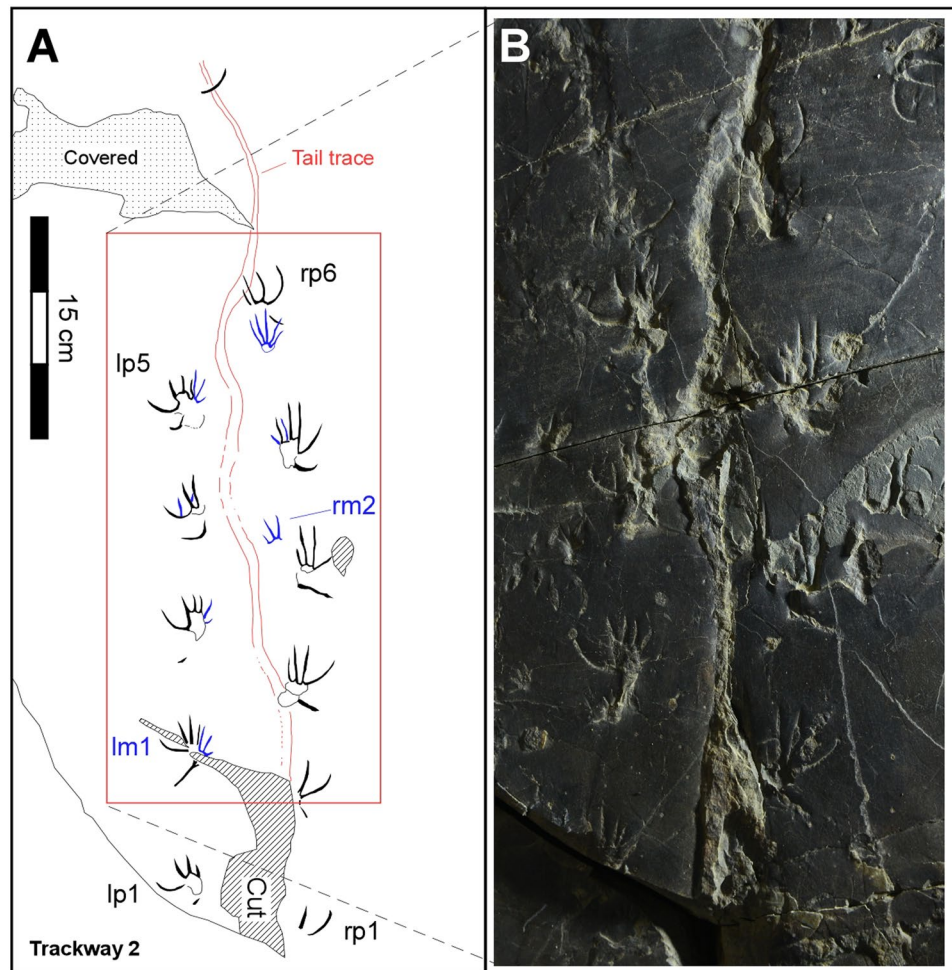 A
B
Covered
Tail trace
15 cm
rp6
lp5
rm2
lm1
lp1
Cut
rp1
Trackway 2